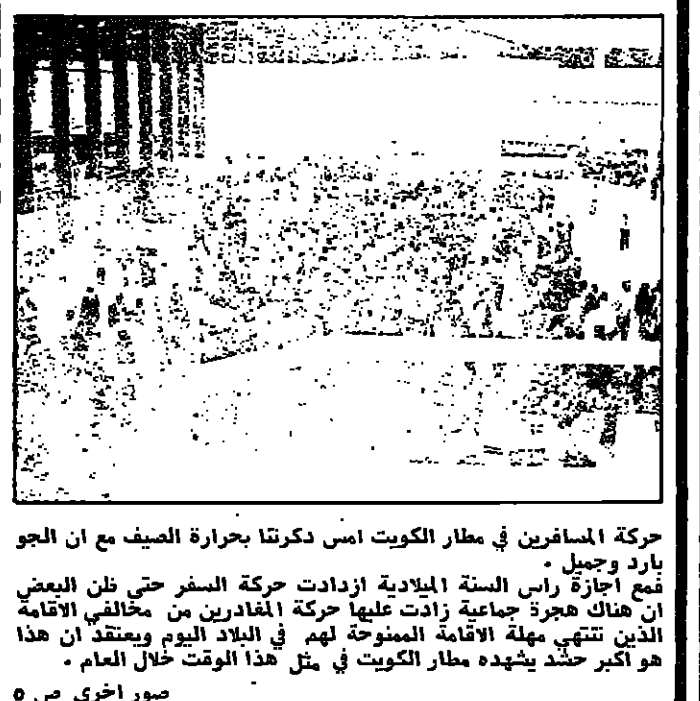 حركة المسافرين في مطار الكويت امس دكرنتا بحرارة الصيف مع ان الجو
بارد وجميل .
فمع اجازة راس السنة الميلادية ازدادت حركة السفر حتى ظن البعض
ان هناك هجرة جماعية زادت عليها حركة المغادرين من مخالفي الاقامة
الذين تنتهي مهلة الاقامة الممنوحة لهم في البلاد اليوم ويعتقد ان هذا
هو اكبر حشد يشهده مطار الكويت في مثل هذا الوقت خلال العام .
صور اخرى ص ٥